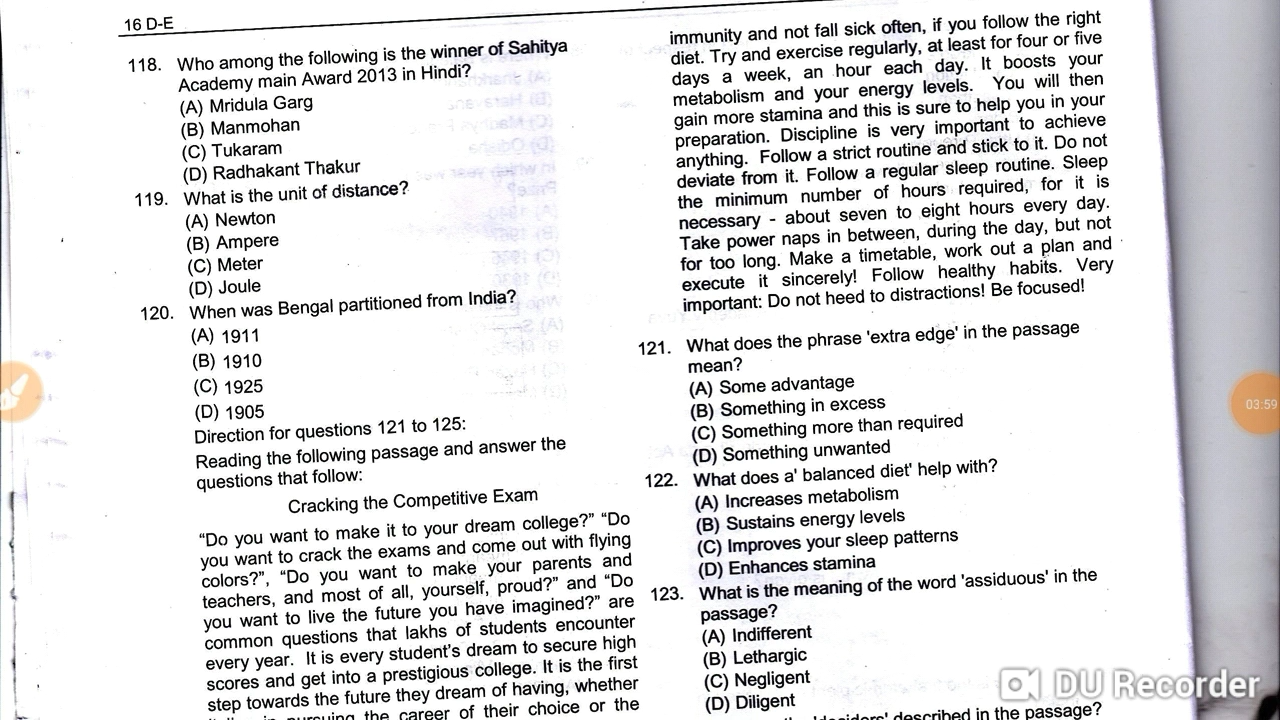 16 D-E
118. Who among the following is the winner of Sahitya
Academy main Award 2013 in Hindi?
(A) Mridula Garg
(B) Manmohan
(C) Tukaram
(D) Radhakant Thakur
119. What is the unit of distance?
(A) Newton
(B) Ampere
(C) Meter
(D) Joule
120. When was Bengal partitioned from India?
(A) 1911
(B) 1910
(C) 1925
(D) 1905
Direction for questions 121 to 125:
Reading the following passage and answer the
questions that follow:
Cracking the Competitive Exam
“Do you want to make it to your dream college?” “Do
you want to crack the exams and come out with flying
colors?”, “Do you want to make your parents and
teachers, and most of all, yourself, proud?” and “Do
you want to live the future you have imagined?” are
common questions that lakhs of students encounter
every year. It is every student's dream to secure high
scores and get into a prestigious college. It is the first
step towards the future they dream of having, whether
pursuing the career of their choice or the
immunity and not fall sick often, if you follow the right
diet. Try and exercise regularly, at least for four or five
days a week, an hour each day. It boosts your
metabolism and your energy levels. You will then
gain more stamina and this is sure to help you in your
preparation. Discipline is very important to achieve
anything. Follow a strict routine and stick to it. Do not
deviate from it. Follow a regular sleep routine. Sleep
the minimum number of hours required, for it is
necessary - about seven to eight hours every day.
Take power naps in between, during the day, but not
for too long. Make a timetable, work out a plan and
execute it sincerely! Follow healthy habits. Very
important: Do not heed to distractions! Be focused!
121. What does the phrase 'extra edge' in the passage
mean?
(A) Some advantage
(B) Something in excess
(C) Something more than required
(D) Something unwanted
122. What does a' balanced diet' help with?
(A) Increases metabolism
(B) Sustains energy levels
(C) Improves your sleep patterns
(D) Enhances stamina
123. What is the meaning of the word 'assiduous' in the
passage?
(A) Indifferent
(B) Lethargic
(C) Negligent
(D) Diligent
described in the passage?
03:59
DU Recorder